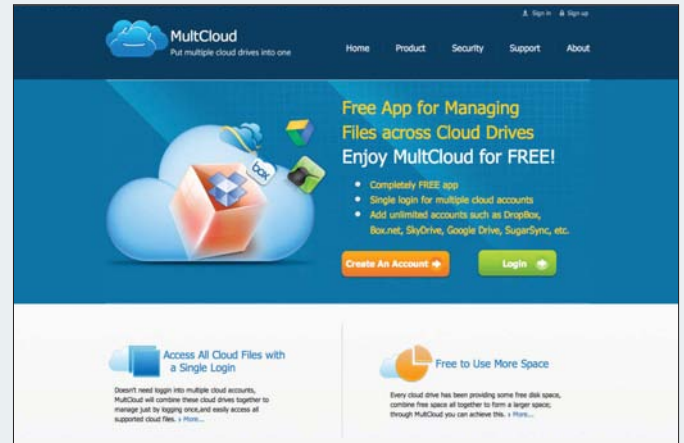 Sign in Sign up
MultCloud
Put multiple cloud drives into one
Home Product Security Support About
Free App for Managing
Files across Cloud Drives
Enjoy MultCloud for FREE!
• Completely FREE app
• Single login for multiple cloud accounts
• Add unlimited accounts such as DropBox,
Box.net, SkyDrive, Google Drive, SugarSync, etc.
box
Create An Account
Login
Access All Cloud Files with
a Single Login
Doesn't need loggin into multiple cloud accounts,
MultCloud will combine these cloud drives together to
manage just by logging once,and easily access all
supported cloud files. › More...
Free to Use More Space
Every cloud drive has been providing some free disk space,
combine free space all together to form a larger space;
through MultCloud you can achieve this. › More...